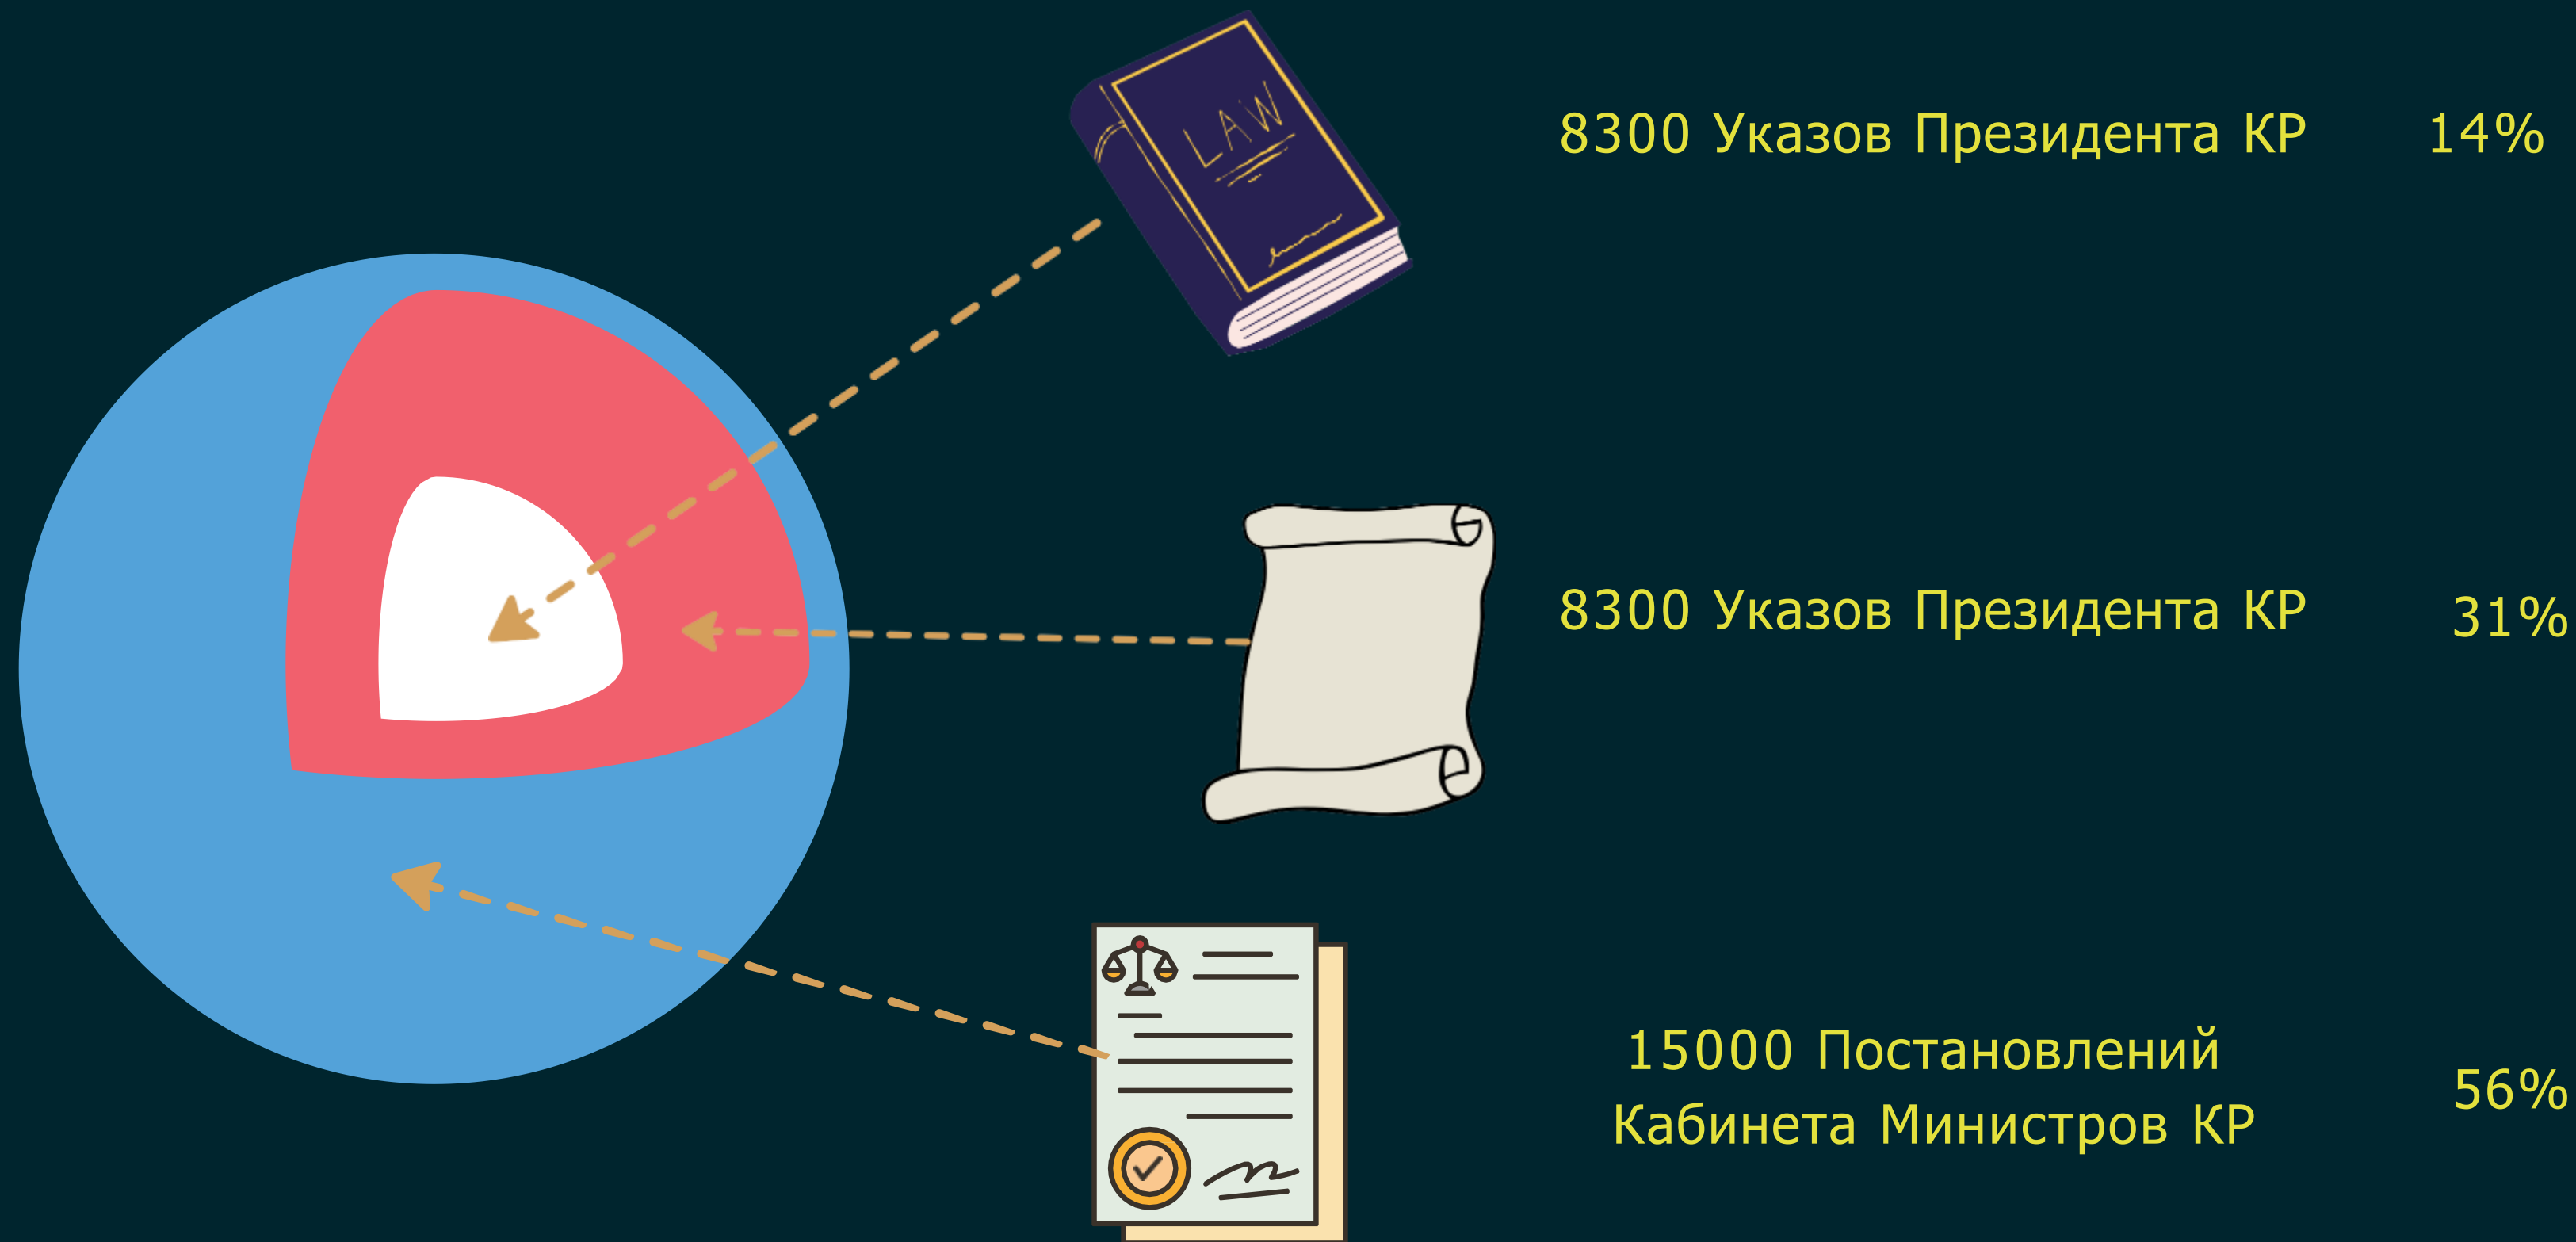 LAW
8300 Указов Президента КР 14%
8300 Указов Президента КР 31%
15000 Постановлений
Кабинета Министров КР
56%